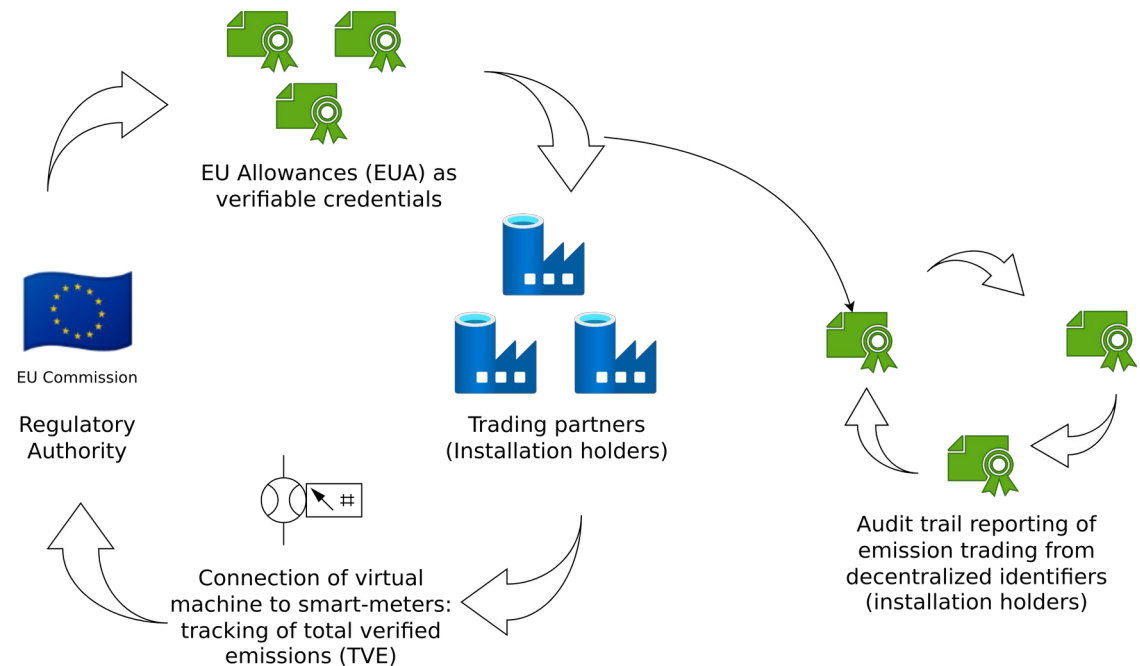 EU Allowances (EUA) as
verifiable credentials
EU Commission
Regulatory
Authority
Trading partners
(Installation holders)
#
Connection of virtual
machine to smart-meters:
tracking of total verified
emissions (TVE)
Audit trail reporting of
emission trading from
decentralized identifiers
(installation holders)